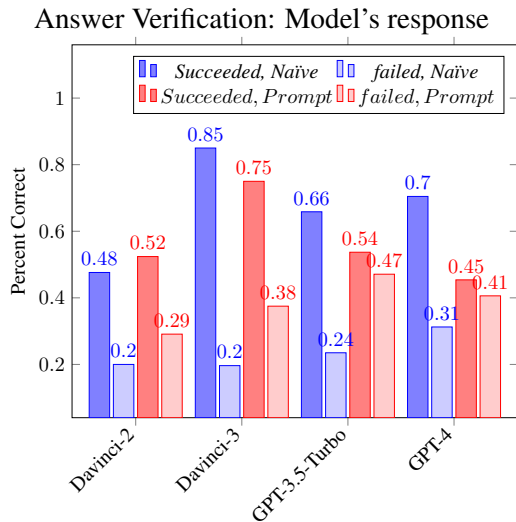 Answer Verification: Model's response
Succeeded, Naïve failed, Naïve
Succeeded, Prompt failed, Prompt
Percent Correct
1
0.8
0.6
0.4
0.2
0.48
0.2
0.52
0.29
0.85
0.2
0.75
0.38
0.66
0.24
0.54
0.47
0.7
0.31
0.45
0.41
Davinci-2
Davinci-3
GPT-3.5-Turbo
GPT-4